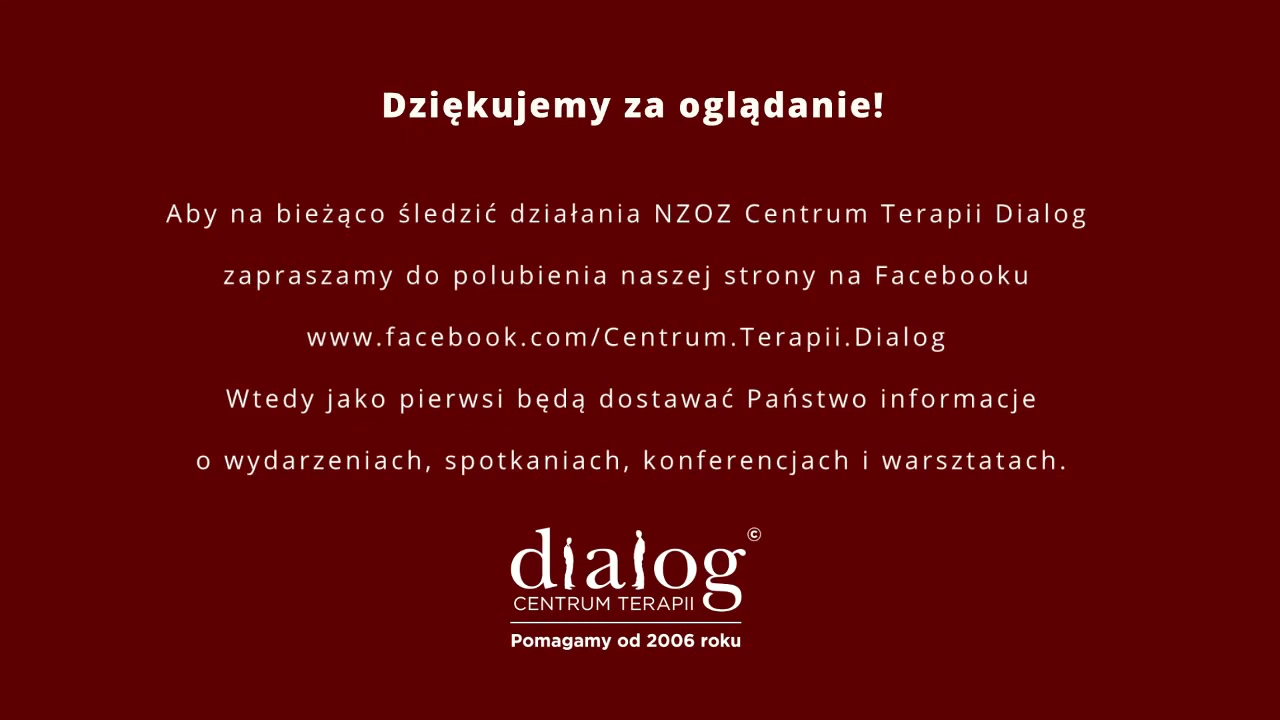 Dziękujemy za oglądanie!
Aby na bieżąco śledzić działania NZOZ Centrum Terapii Dialog
zapraszamy do polubienia naszej strony na Facebooku
www.facebook.com/Centrum.Terapii.Dialog
Wtedy jako pierwsi będą dostawać Państwo informacje
o wydarzeniach, spotkaniach, konferencjach i warsztatach.
dialog©
CENTRUM TERAPII
Pomagamy od 2006 roku